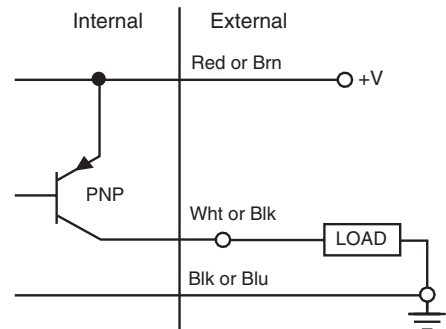 Internal External
Red or Brn
+V
PNP
Wht or Blk
LOAD
Blk or Blu